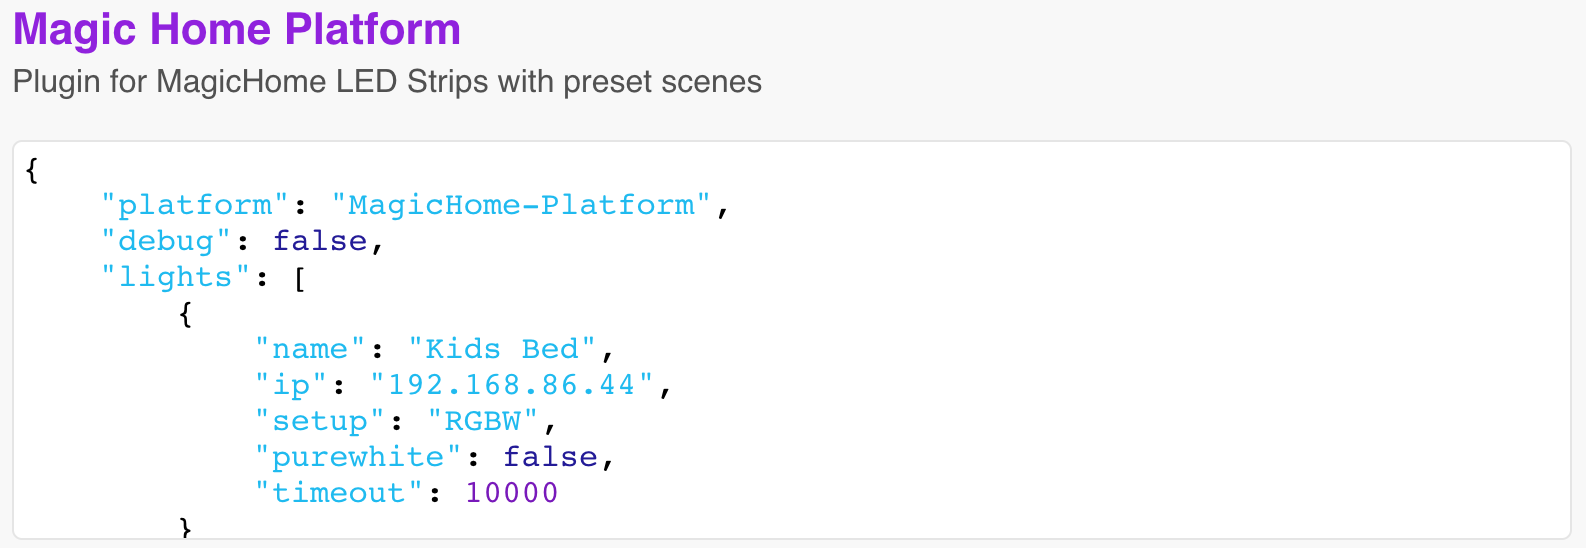 Magic Home Platform
Plugin for MagicHome LED Strips with preset scenes
{
"platform": "MagicHome-Platform",
"debug": false,
"lights": [
{
"name": "Kids Bed",
"ip": "192.168.86.44",
"setup": "RGBW",
"purewhite": false,
"timeout": 10000
}